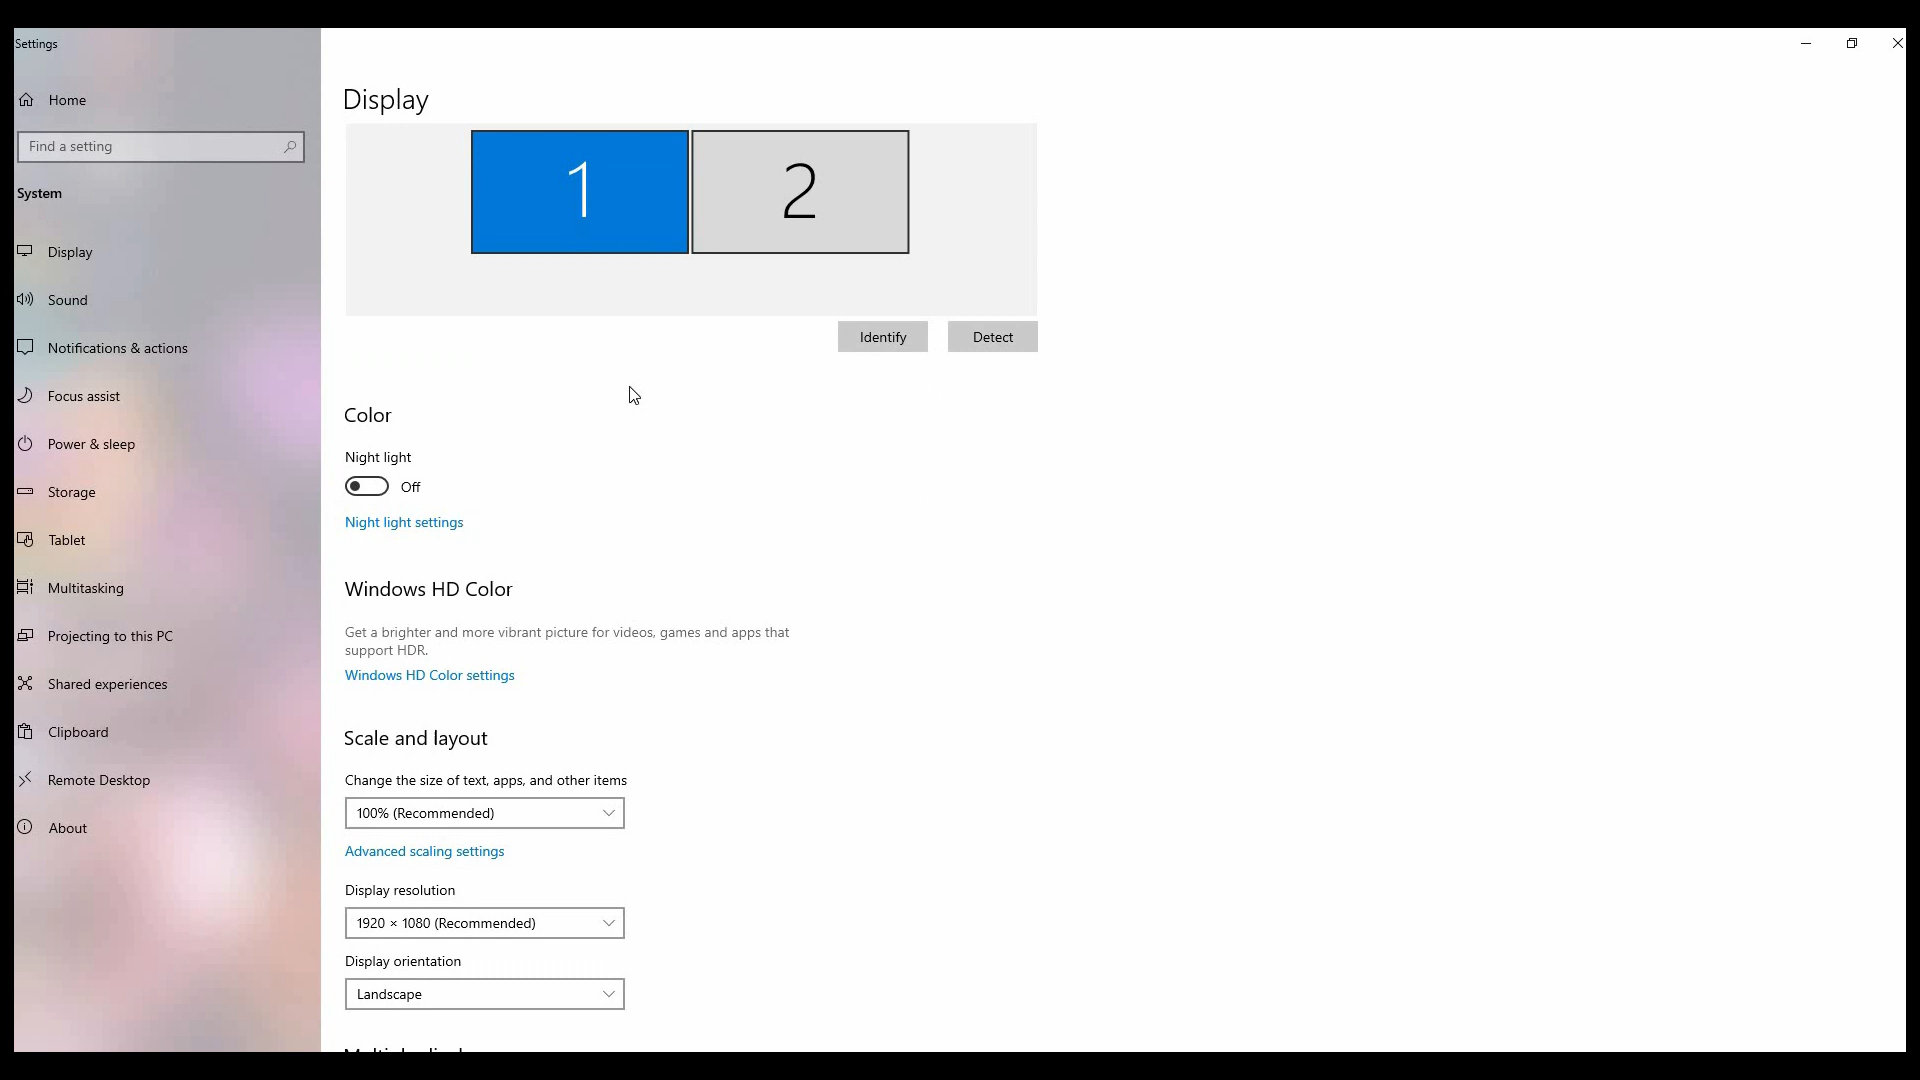 Settings
Home
Find a setting
System
Display
Sound
Notifications & actions
Focus assist
Power & sleep
Storage
Tablet
Multitasking
Projecting to this PC
Shared experiences
Clipboard
Remote Desktop
About
Display
1
2
Identify
Detect
Color
Night light
Off
Night light settings
Windows HD Color
Get a brighter and more vibrant picture for videos, games and apps that
support HDR.
Windows HD Color settings
Scale and layout
Change the size of text, apps, and other items
100% (Recommended)
Advanced scaling settings
Display resolution
1920 × 1080 (Recommended)
Display orientation
Landscape